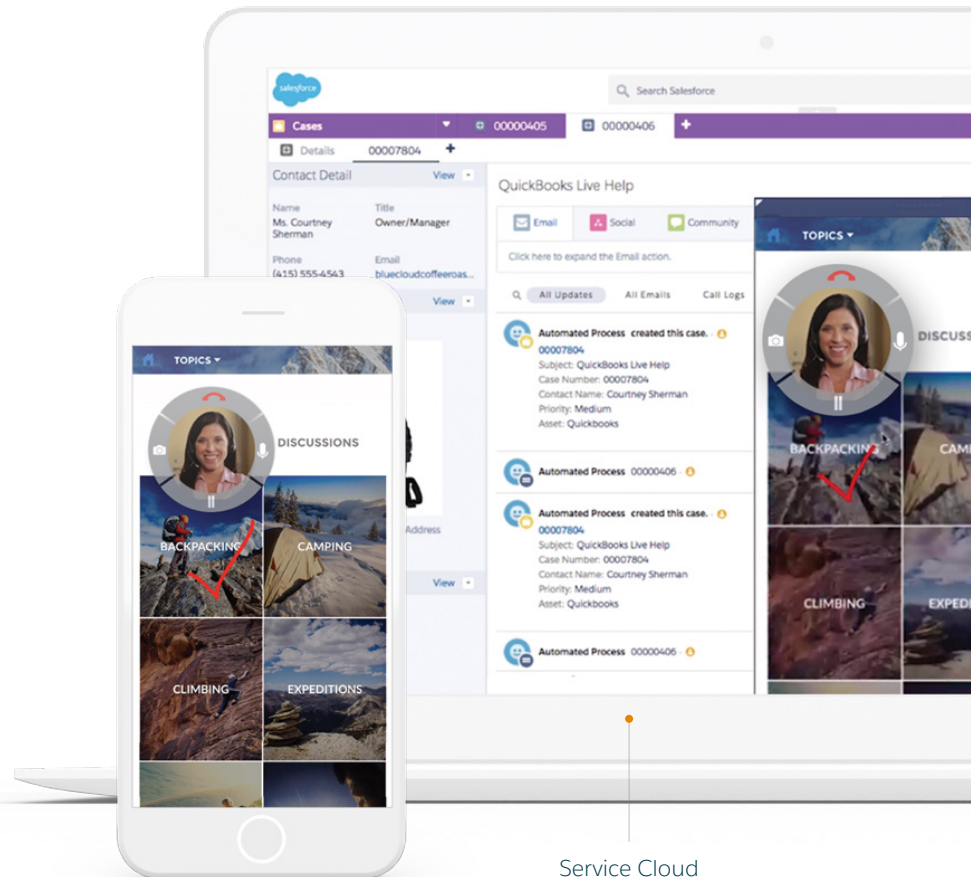 salesforce
Search Salesforce
Cases
00000405
00000406
Details
00007804
Contact Detail
View
Name
Ms. Courtney
Sherman
Title
Owner/Manager
Phone
(415) 555-4543
Email
bluecloudcoffeeroas...
View
Address
View
QuickBooks Live Help
Email
Social
Community
Click here to expand the Email action.
All Updates
All Emails
Call Logs
Automated Process created this case.
00007804
Subject: QuickBooks Live Help
Case Number: 00007804
Contact Name: Courtney Sherman
Priority: Medium
Asset: Quickbooks
Automated Process 00000406
Automated Process created this case.
00007804
Subject: QuickBooks Live Help
Case Number: 00007804
Contact Name: Courtney Sherman
Priority: Medium
Asset: Quickbooks
Automated Process 00000406
TOPICS
DISCUSS
BACKPACKING
CAM
CLIMBING
EXPEDI
TOPICS
DISCUSSIONS
BACKPACKING
CAMPING
CLIMBING
EXPEDITIONS
Service Cloud